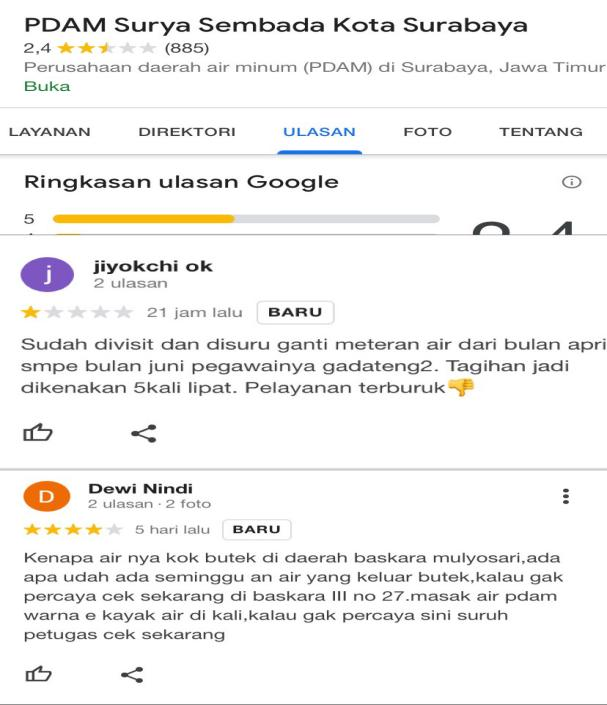 PDAM Surya Sembada Kota Surabaya
2,4 (885)
Perusahaan daerah air minum (PDAM) di Surabaya, Jawa Timur
Buka
LAYANAN DIREKTORI ULASAN FOTO TENTANG
Ringkasan ulasan Google
5
j
jiyokchi ok
2 ulasan
21 jam lalu BARU
Sudah divisit dan disuru ganti meteran air dari bulan apri
smpe bulan juni pegawainya gadateng2. Tagihan jadi
dikenakan 5kali lipat. Pelayanan terburuk👎
D
Dewi Nindi
2 ulasan · 2 foto
5 hari lalu BARU
Kenapa air nya kok butek di daerah baskara mulyosari,ada
apa udah ada seminggu an air yang keluar butek,kalau gak
percaya cek sekarang di baskara III no 27.masak air pdam
warna e kayak air di kali,kalau gak percaya sini suruh
petugas cek sekarang